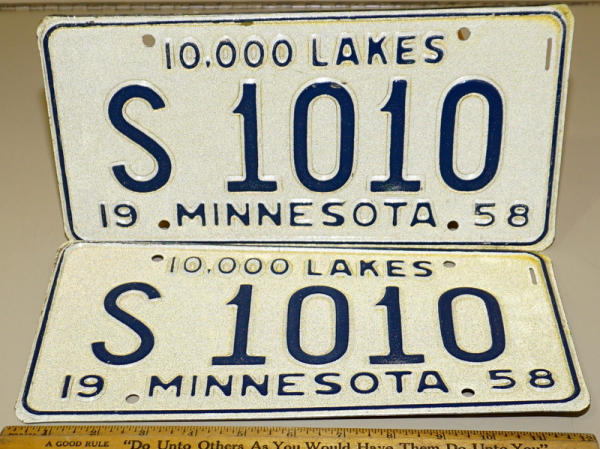 10,000 LAKES
S 1010
19 MINNESOTA 58
10,000 LAKES
S 1010
19 MINNESOTA 58
A GOOD RULE "Do Unto Others As You Would Have Them Do Unto You"